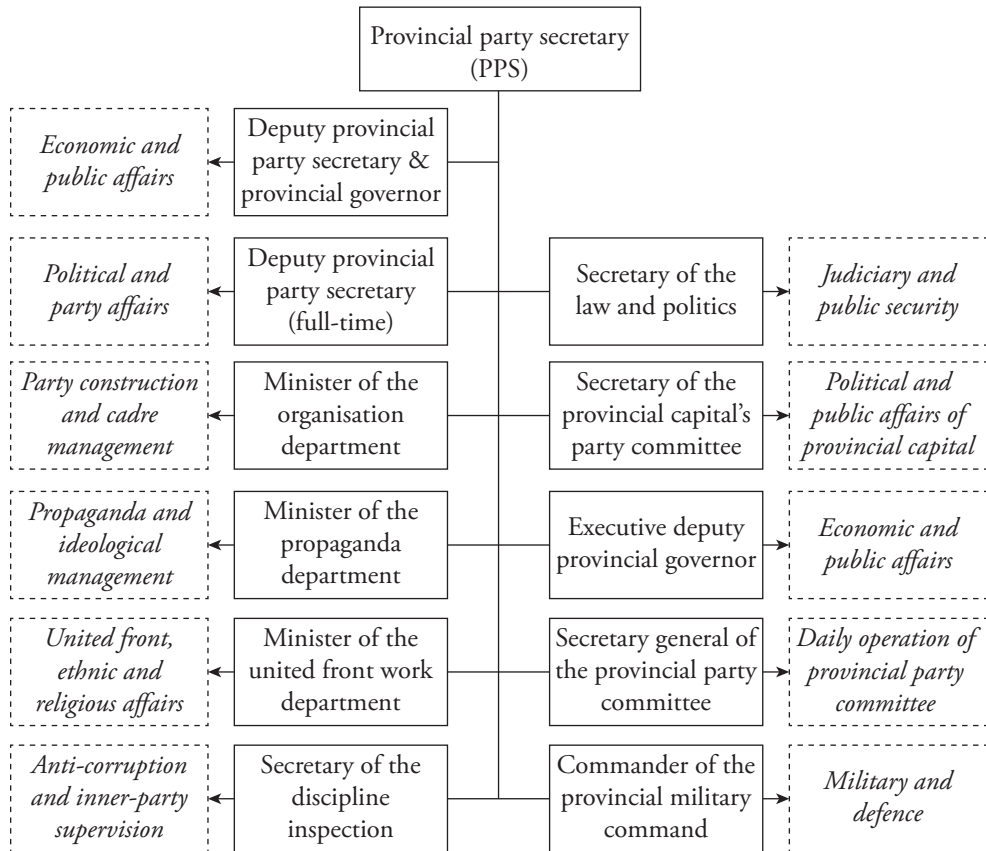 Provincial party secretary
(PPS)
Economic and
public affairs
Deputy provincial
party secretary &
provincial governor
Political and
party affairs
Deputy provincial
party secretary
(full-time)
Secretary of the
law and politics
Judiciary and
public security
Party construction
and cadre
management
Minister of the
organisation
department
Secretary of the
provincial capital's
party committee
Political and
public affairs of
provincial capital
Propaganda and
ideological
management
Minister of the
propaganda
department
Executive deputy
provincial governor
Economic and
public affairs
United front,
ethnic and
religious affairs
Minister of the
united front work
department
Secretary general of
the provincial party
committee
Daily operation of
provincial party
committee
Anti-corruption
and inner-party
supervision
Secretary of the
discipline
inspection
Commander of the
provincial military
command
Military and
defence